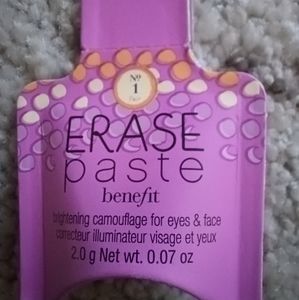 Nº
1
Fair
ERASE
paste
benefit
brightening camouflage for eyes & face
correcteur illuminateur visage et yeux
2.0 g Net wt. 0.07 oz